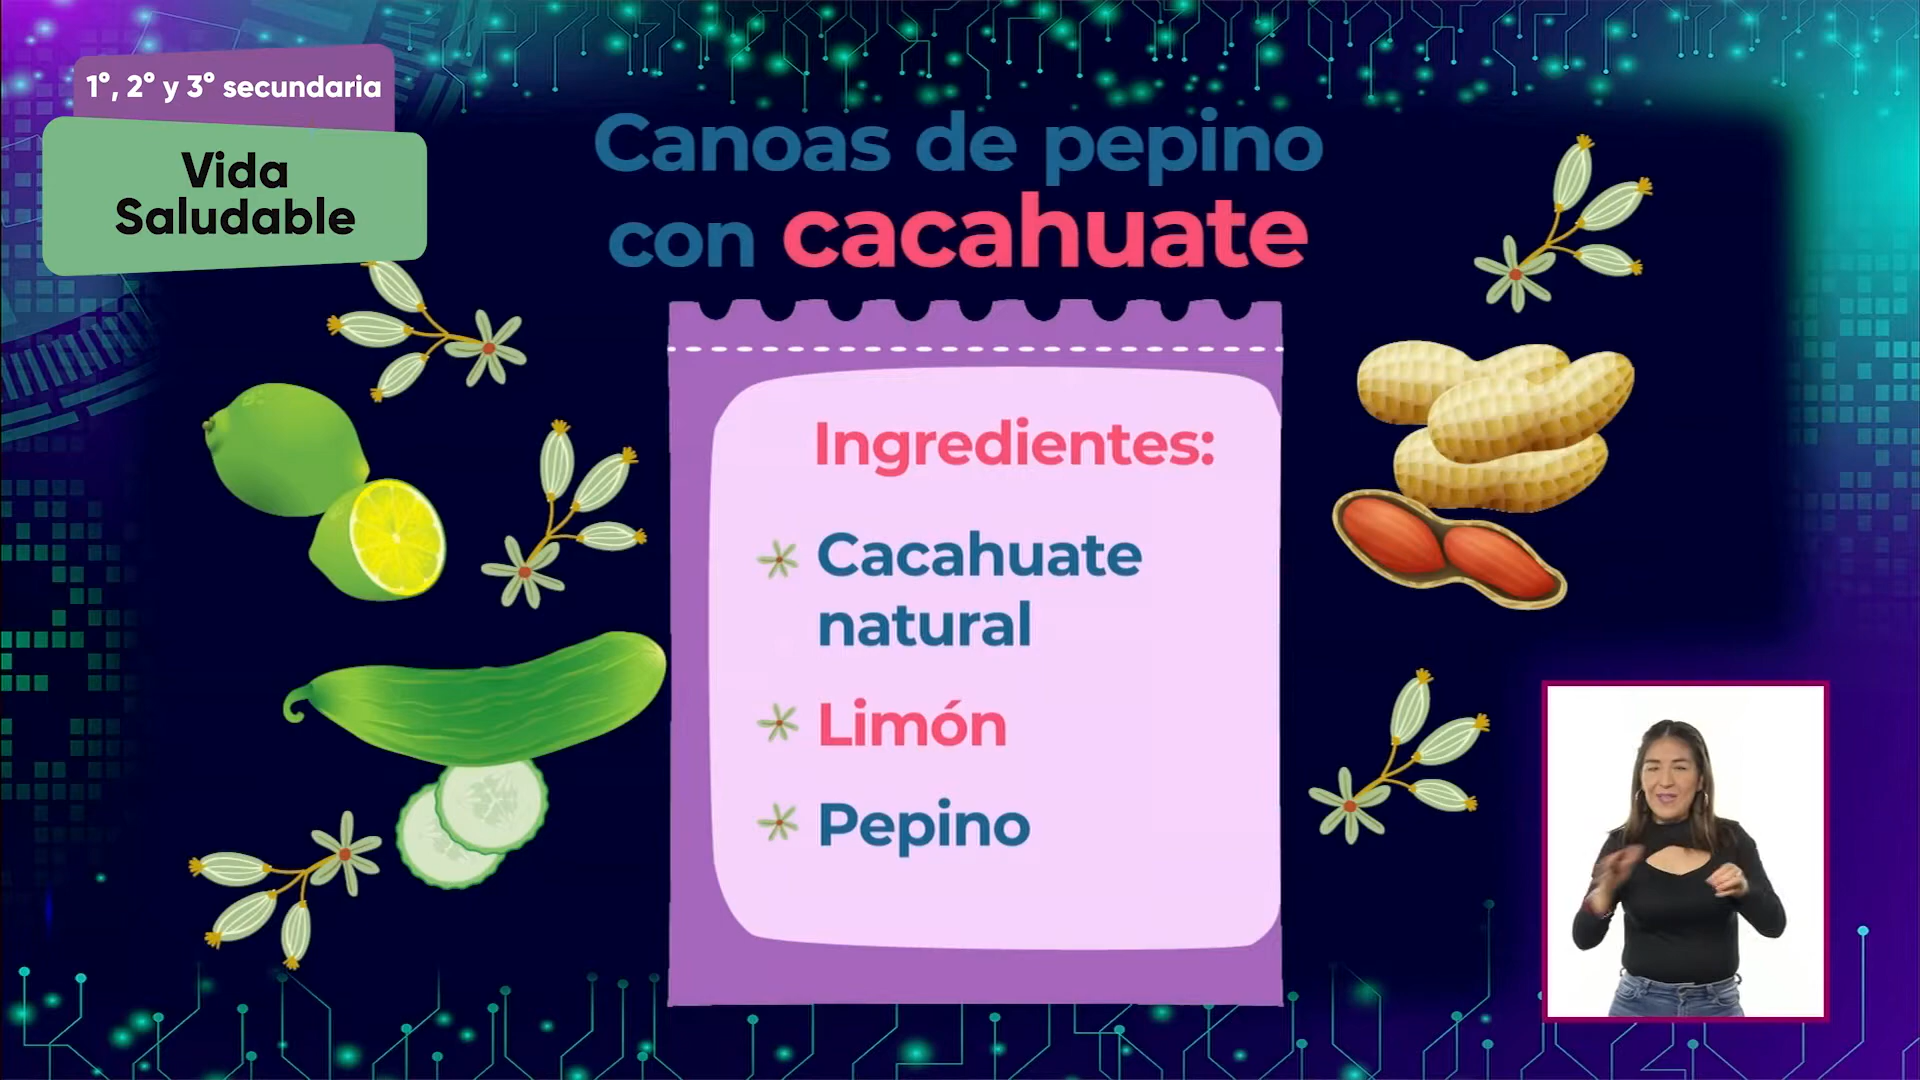 1°, 2° y 3° secundaria
Vida
Saludable
Canoas de pepino
con cacahuate
Ingredientes:
Cacahuate
natural
Limón
Pepino